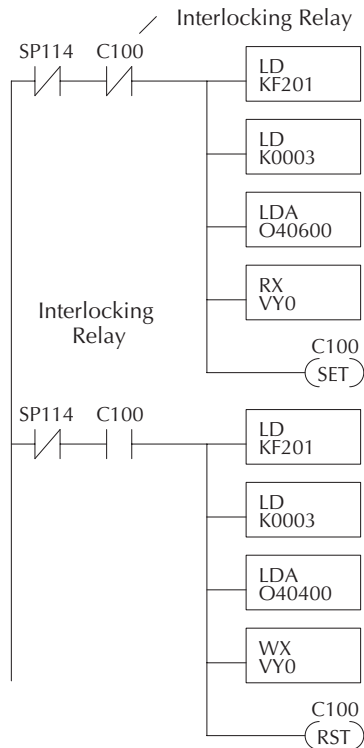 Interlocking Relay
SP114 C100
LD
KF201
LD
K0003
LDA
O40600
RX
VY0
Interlocking
Relay
C100
SET
SP114 C100
LD
KF201
LD
K0003
LDA
O40400
WX
VY0
C100
RST